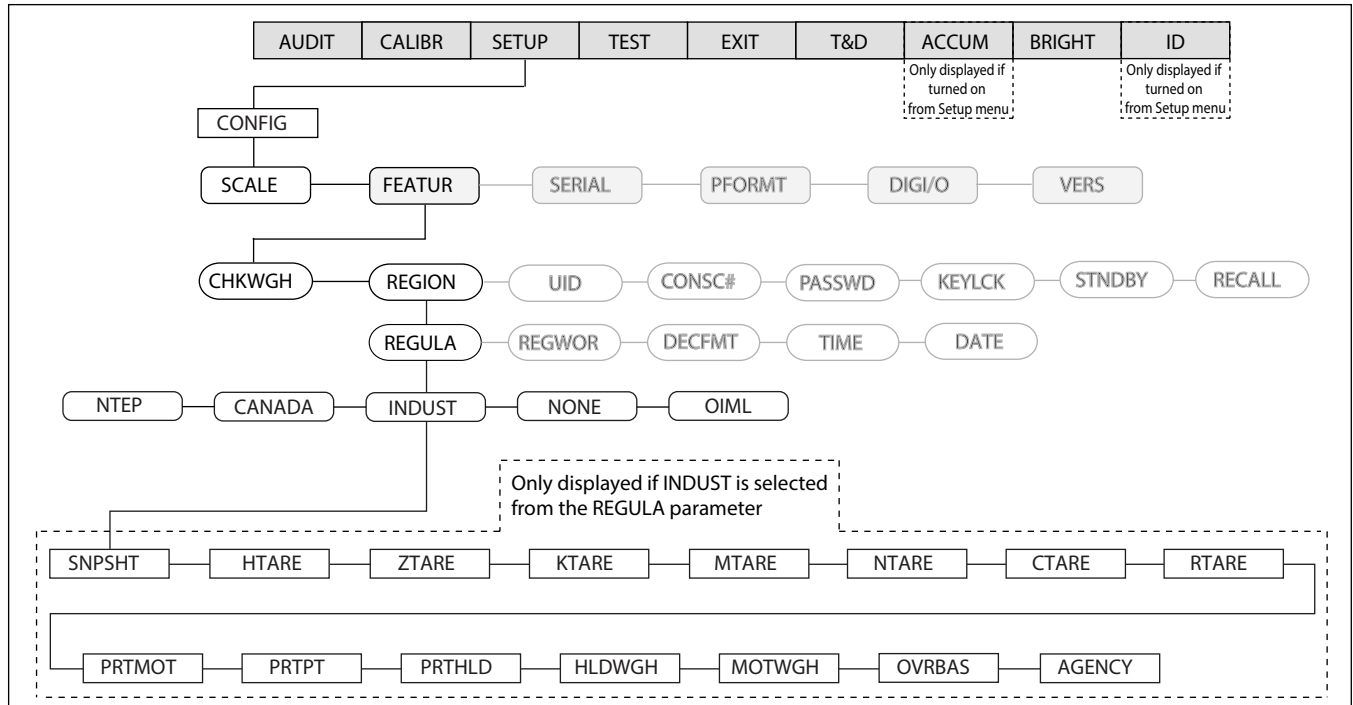 AUDIT CALIBR SETUP TEST EXIT T&D ACCUM BRIGHT ID
Only displayed if
turned on
from Setup menu
Only displayed if
turned on
from Setup menu
CONFIG
SCALE FEATUR SERIAL PFORMT DIGI/O VERS
CHKWGH REGION UID CONSC# PASSWD KEYLCK STNDBY RECALL
REGULA REGWOR DECFMT TIME DATE
NTEP CANADA INDUST NONE OIML
Only displayed if INDUST is selected
from the REGULA parameter
SNPSHT HTARE ZTARE KTARE MTARE NTARE CTARE RTARE
PRTMOT PRTPT PRTHLD HLDWGH MOTWGH OVRBAS AGENCY